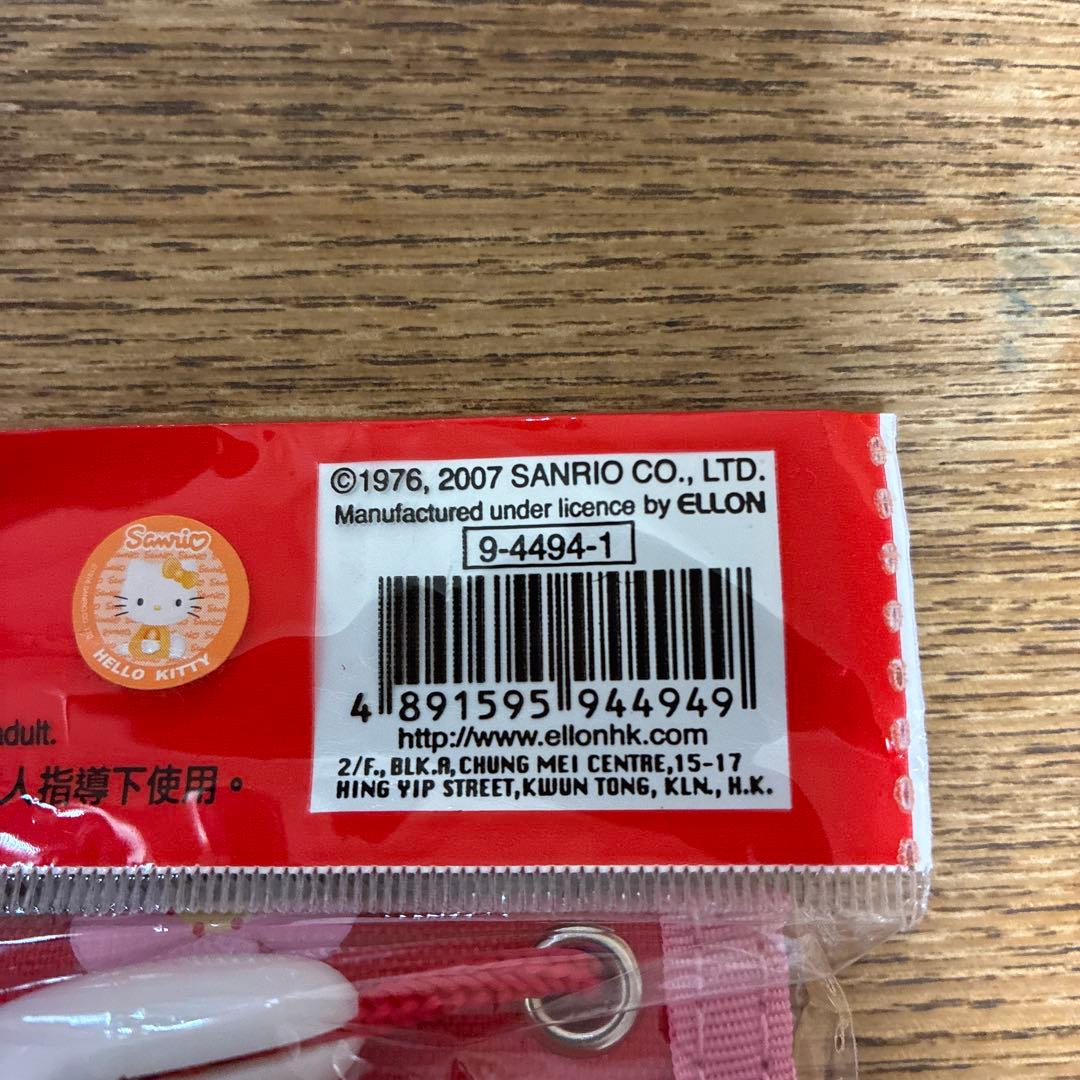 ©1976, 2007 SANRIO CO., LTD.
Manufactured under licence by ELLON
9-4494-1
4 891595 944949
http://www.ellonhk.com
2/F., BLK.A, CHUNG MEI CENTRE, 15-17
HING YIP STREET, KWUN TONG, KLN., H.K.
Sanrio
HELLO KITTY
adult.
人指導下使用。